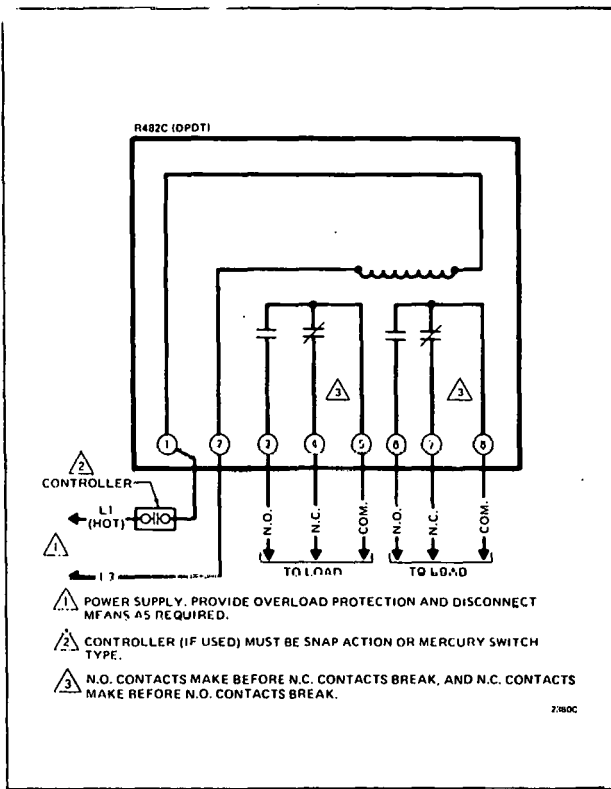 R482C (DPDT)
3
3
1
2
3
4
5
6
7
8
2
CONTROLLER
L1
(HOT)
N.O.
N.C.
COM.
N.O.
N.C.
COM.
1
TO LOAD
TO LOAD
1 POWER SUPPLY. PROVIDE OVERLOAD PROTECTION AND DISCONNECT
MEANS AS REQUIRED.
2 CONTROLLER (IF USED) MUST BE SNAP ACTION OR MERCURY SWITCH
TYPE.
3 N.O. CONTACTS MAKE BEFORE N.C. CONTACTS BREAK, AND N.C. CONTACTS
MAKE BEFORE N.O. CONTACTS BREAK.